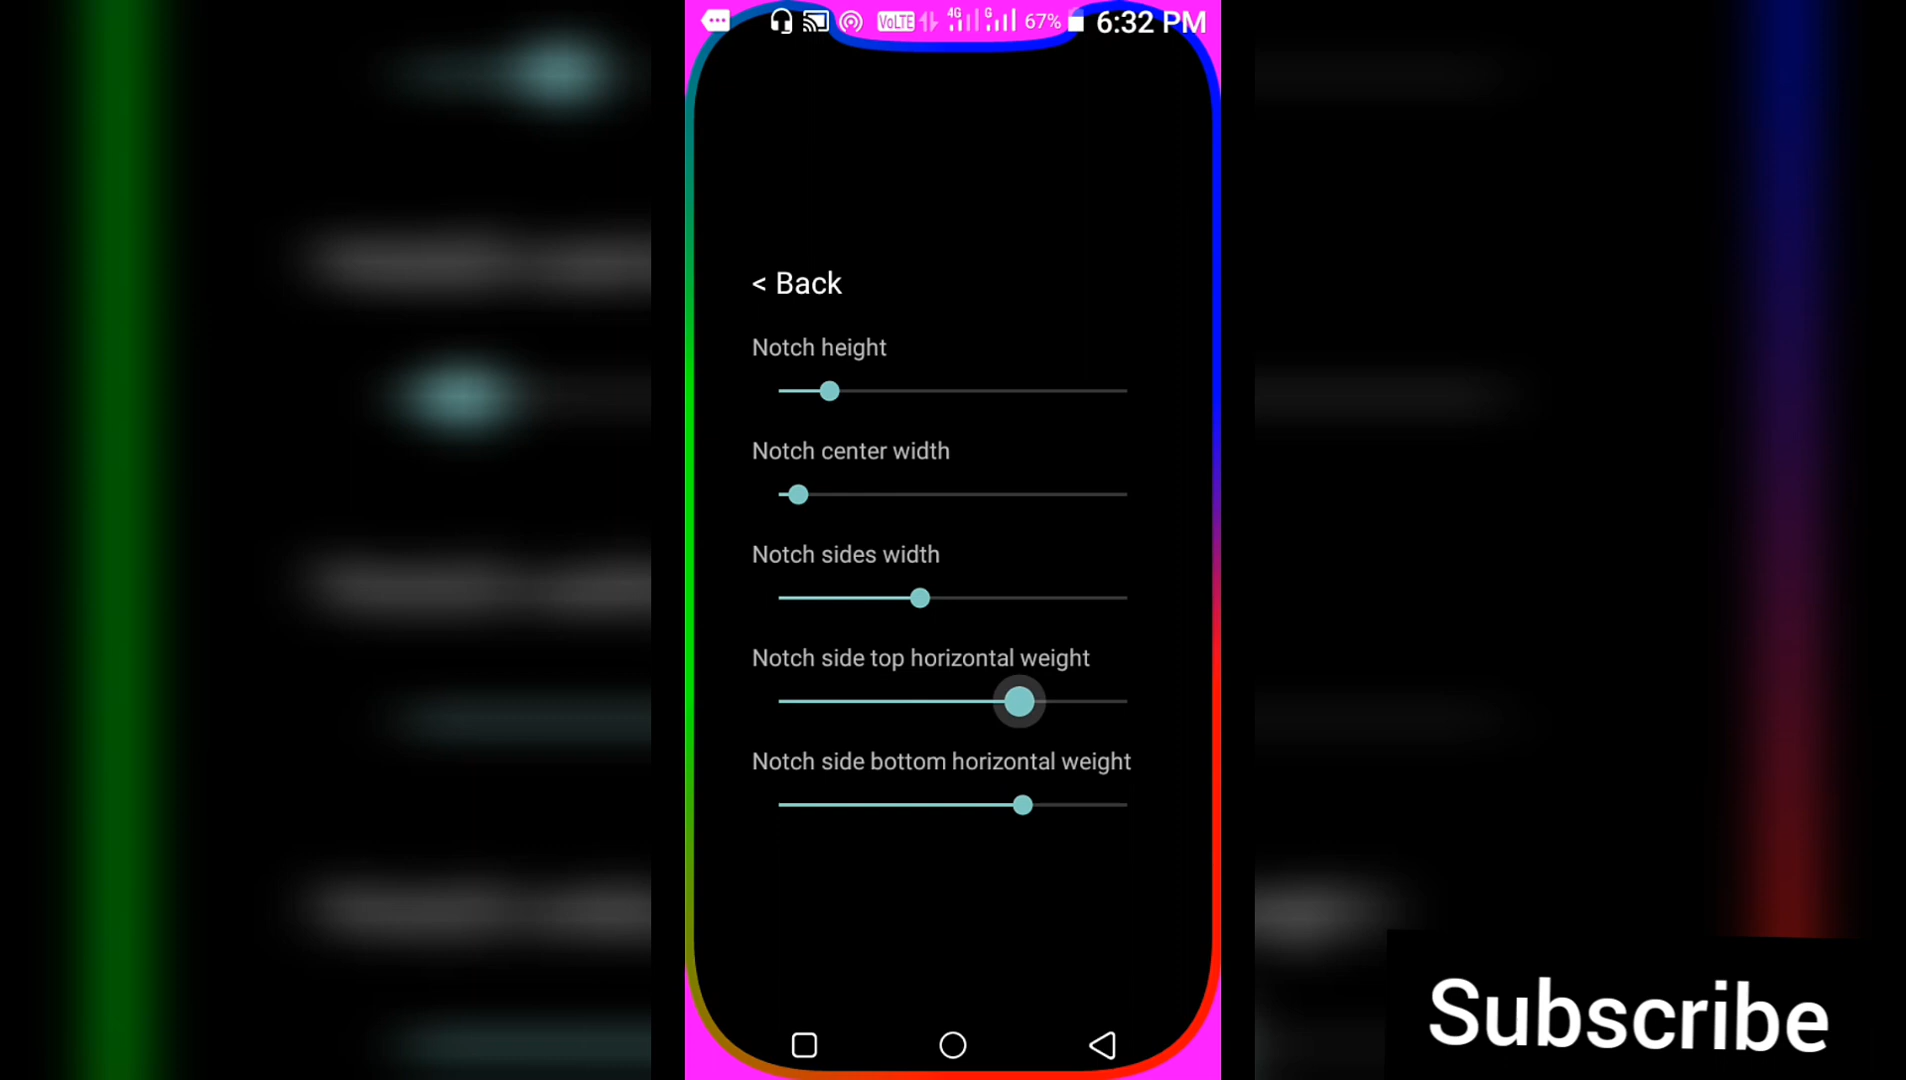 VoLTE 4G G 67% 6:32 PM
< Back
Notch height
Notch center width
Notch sides width
Notch side top horizontal weight
Notch side bottom horizontal weight
Subscribe